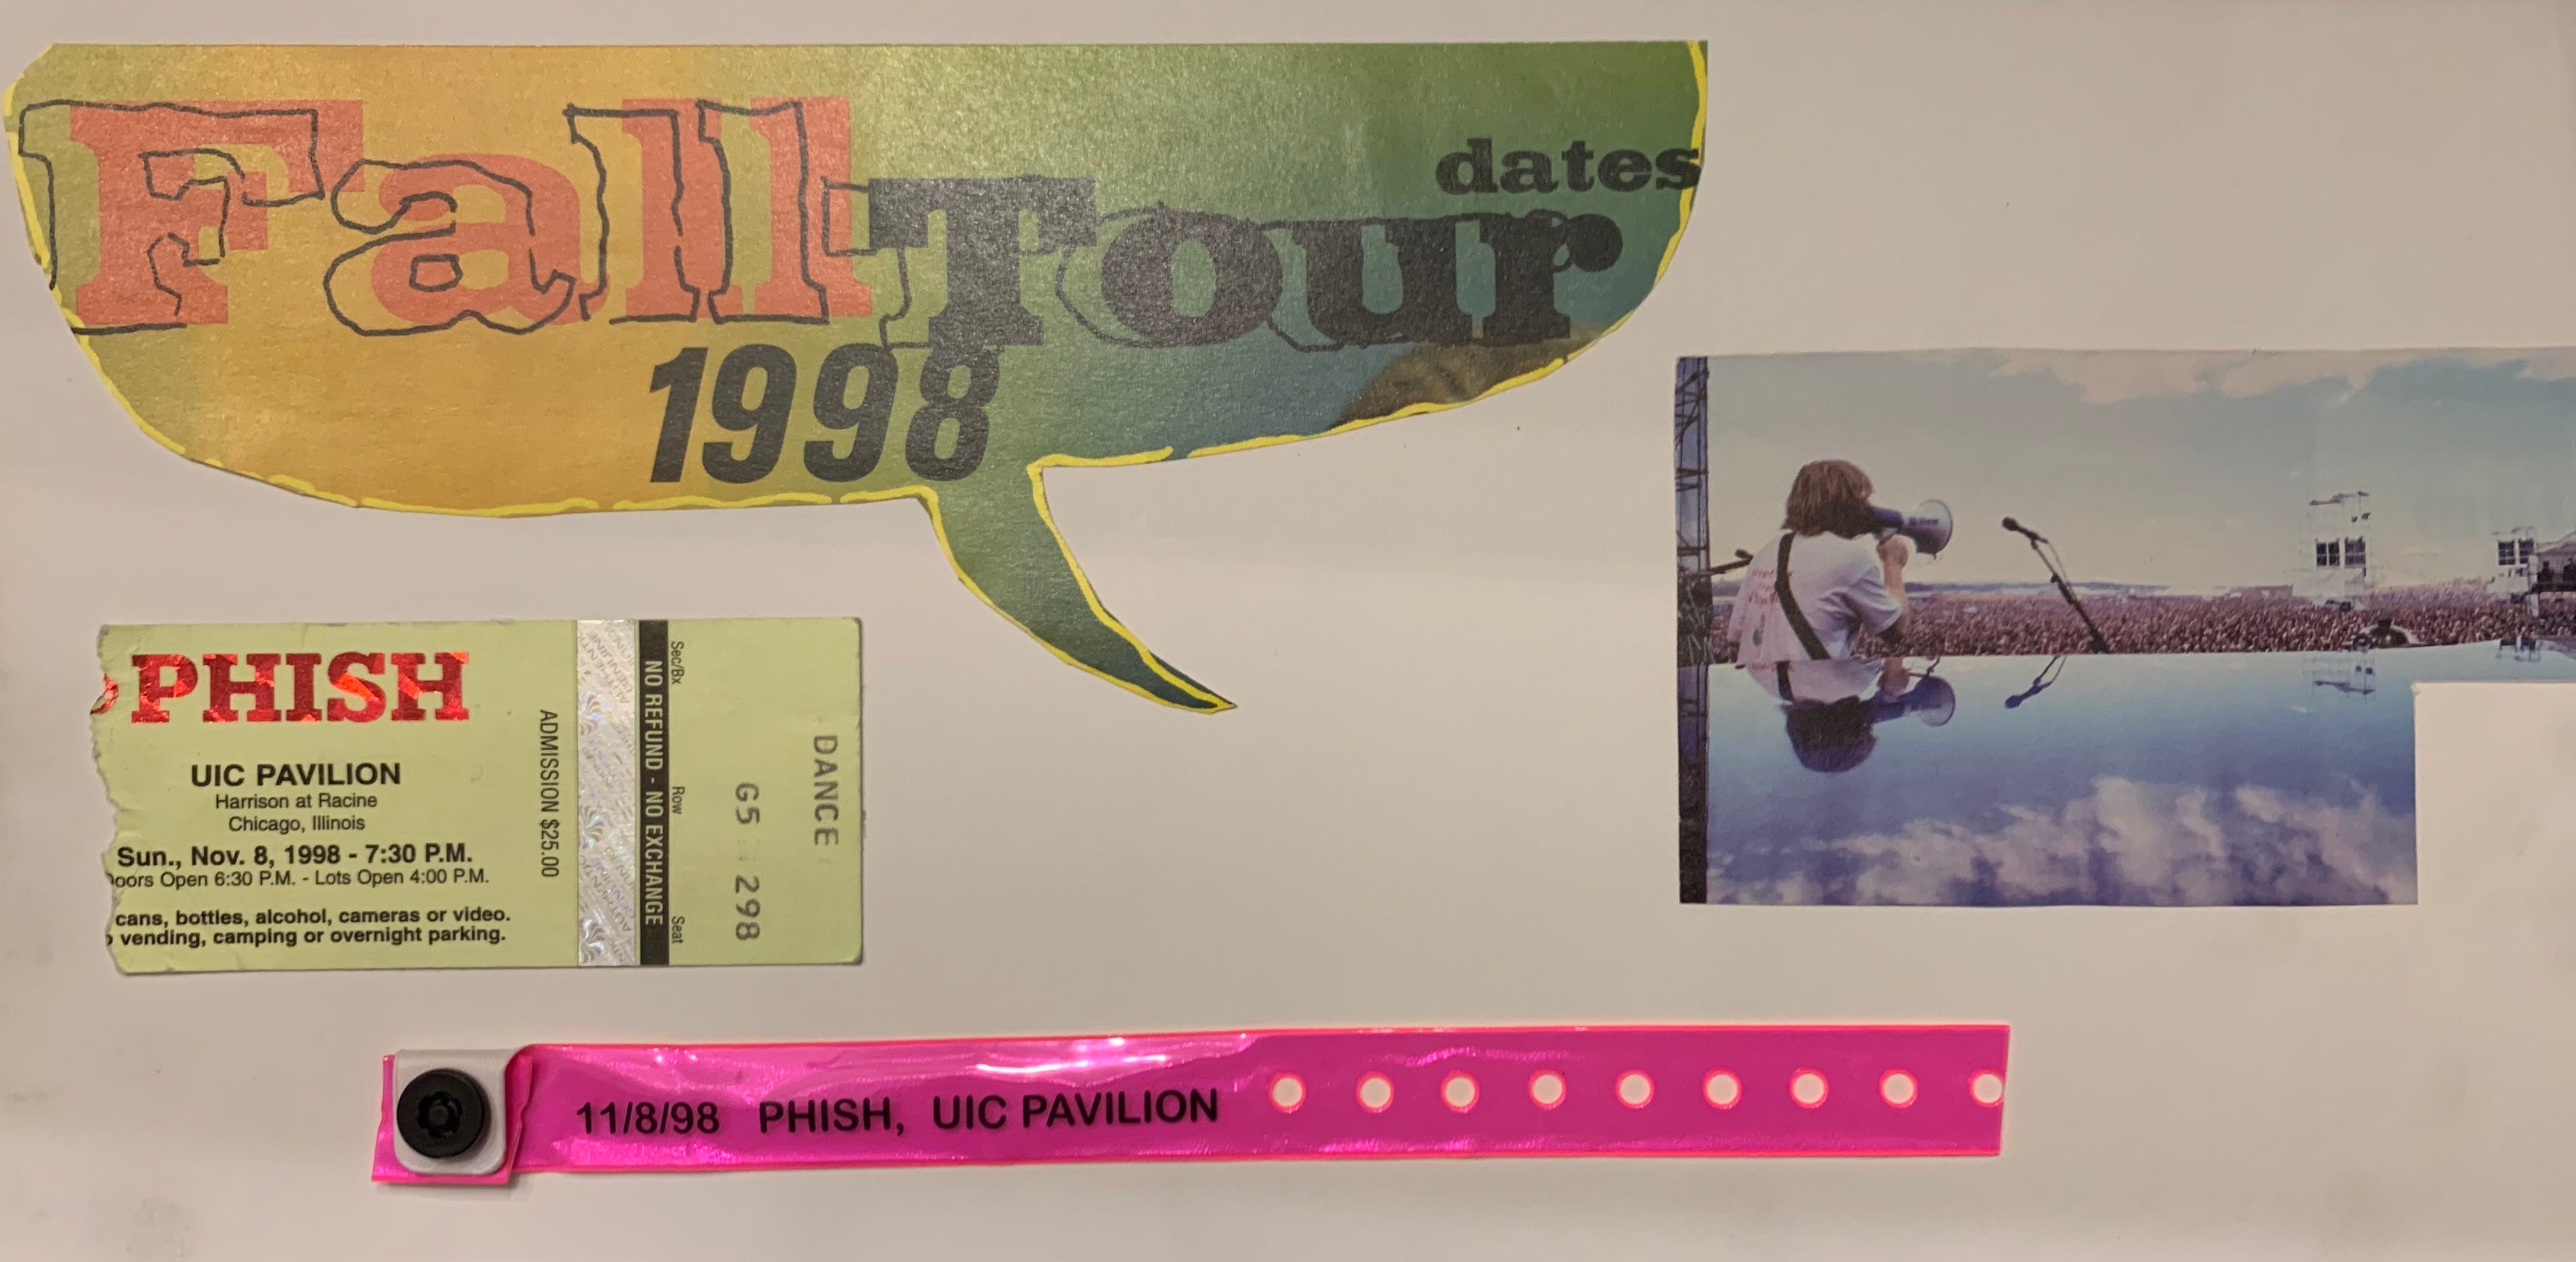 Fall
dates
Tour
1998
PHISH
UIC PAVILION
Harrison at Racine
Chicago, Illinois
Sun., Nov. 8, 1998 - 7:30 P.M.
oors Open 6:30 P.M. - Lots Open 4:00 P.M.
cans, bottles, alcohol, cameras or video.
vending, camping or overnight parking.
ADMISSION $25.00
NO REFUND - NO EXCHANGE
Sec/Bx Row Seat
G5 298
DANCE
11/8/98 PHISH, UIC PAVILION